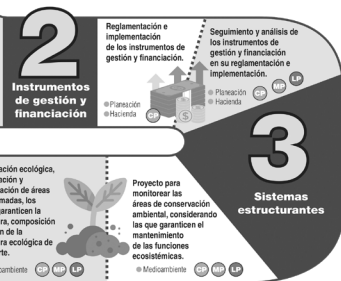 2
Instrumentos
de gestión y
financiación
Reglamentación e
implementación
de los instrumentos de
gestión y financiación.
Planeación
Hacienda
CP
$
Seguimiento y análisis de
los instrumentos de
gestión y financiación
en su reglamentación e
implementación.
Planeación
Hacienda
CP MP LP
3
Sistemas
estructurantes
ación ecológica,
ación y
ación de áreas
madas, los
garanticen la
ra, composición
n de la
ra ecológica de
rte.
oambiente CP MP LP
Proyecto para
monitorear las
áreas de conservación
ambiental, considerando
las que garanticen el
mantenimiento
de las funciones
ecosistémicas.
Medioambiente CP MP LP